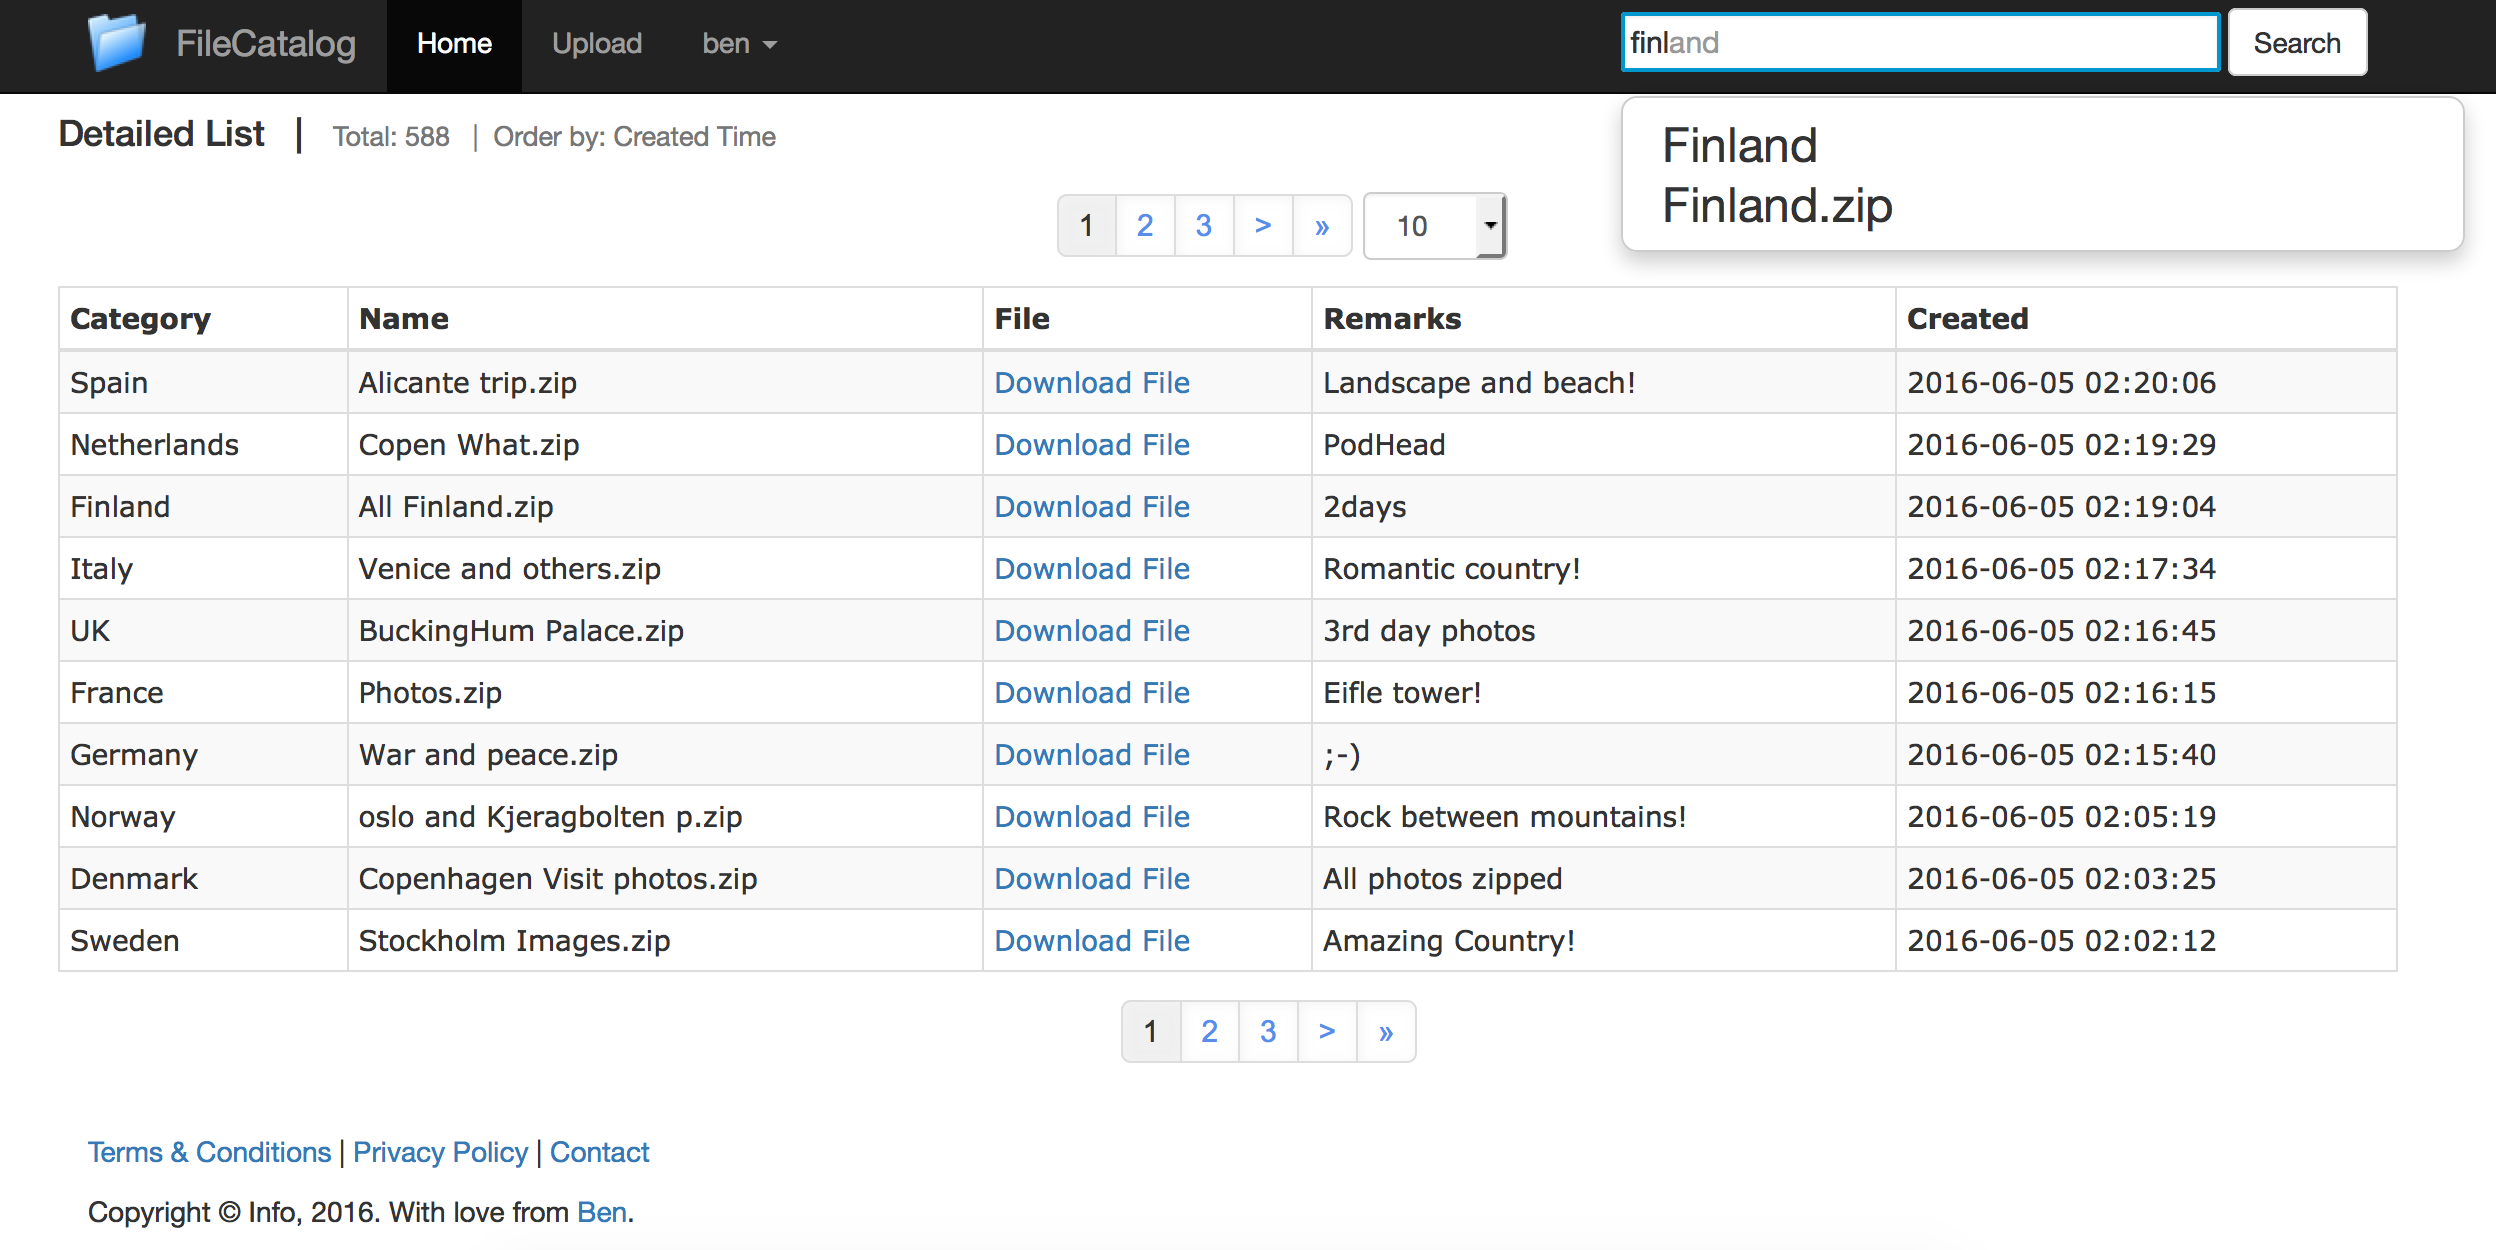 FileCatalog Home Upload ben finland Search
Detailed List | Total: 588 | Order by: Created Time
Finland
Finland.zip
1 2 3 > » 10
Category Name File Remarks Created
Spain Alicante trip.zip Download File Landscape and beach! 2016-06-05 02:20:06
Netherlands Copen What.zip Download File PodHead 2016-06-05 02:19:29
Finland All Finland.zip Download File 2days 2016-06-05 02:19:04
Italy Venice and others.zip Download File Romantic country! 2016-06-05 02:17:34
UK BuckingHum Palace.zip Download File 3rd day photos 2016-06-05 02:16:45
France Photos.zip Download File Eifle tower! 2016-06-05 02:16:15
Germany War and peace.zip Download File ;-) 2016-06-05 02:15:40
Norway oslo and Kjeragbolten p.zip Download File Rock between mountains! 2016-06-05 02:05:19
Denmark Copenhagen Visit photos.zip Download File All photos zipped 2016-06-05 02:03:25
Sweden Stockholm Images.zip Download File Amazing Country! 2016-06-05 02:02:12
1 2 3 > »
Terms & Conditions | Privacy Policy | Contact
Copyright © Info, 2016. With love from Ben.